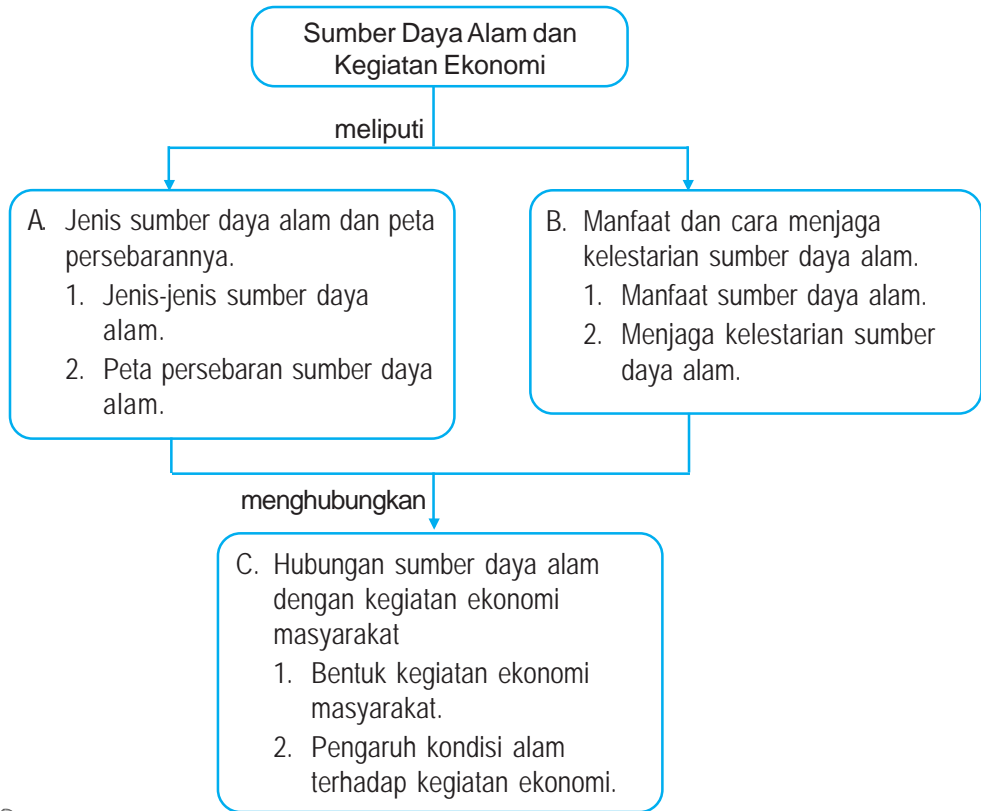 Sumber Daya Alam dan
Kegiatan Ekonomi
meliputi
A. Jenis sumber daya alam dan peta
persebarannya.
1. Jenis-jenis sumber daya
alam.
2. Peta persebaran sumber daya
alam.
B. Manfaat dan cara menjaga
kelestarian sumber daya alam.
1. Manfaat sumber daya alam.
2. Menjaga kelestarian sumber
daya alam.
menghubungkan
C. Hubungan sumber daya alam
dengan kegiatan ekonomi
masyarakat
1. Bentuk kegiatan ekonomi
masyarakat.
2. Pengaruh kondisi alam
terhadap kegiatan ekonomi.